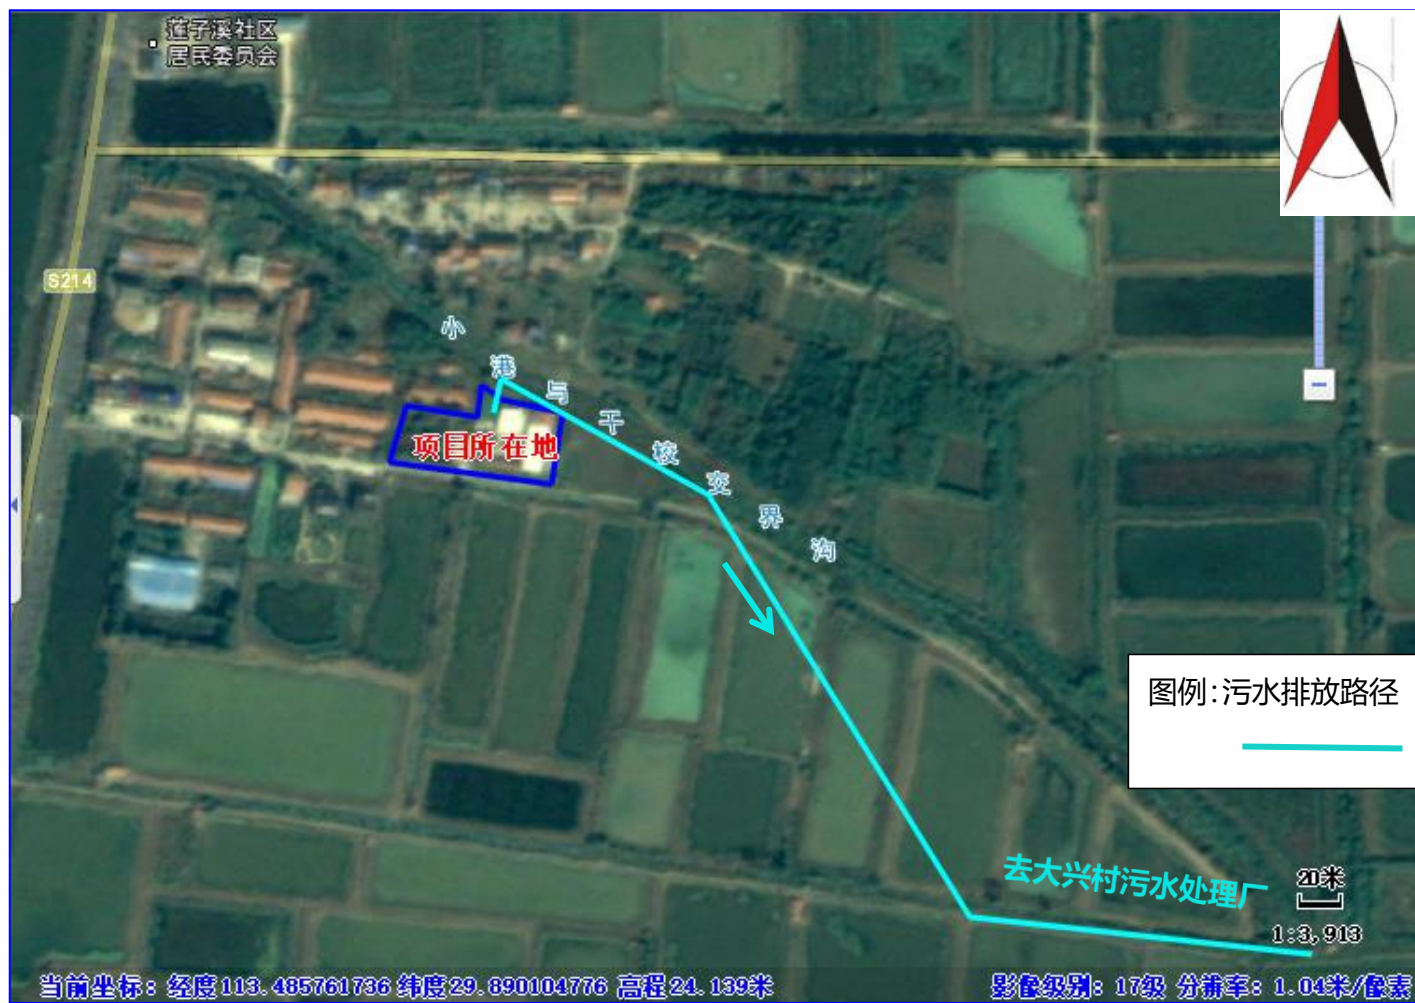 莲子溪社区
居民委员会
S214
小港与干校交界沟
项目所在地
图例:污水排放路径
去大兴村污水处理厂
20米
1:3,913
当前坐标: 经度113.485761736 纬度29.890104776 高程24.139米
影像级别: 17级 分辨率: 1.04米/像素